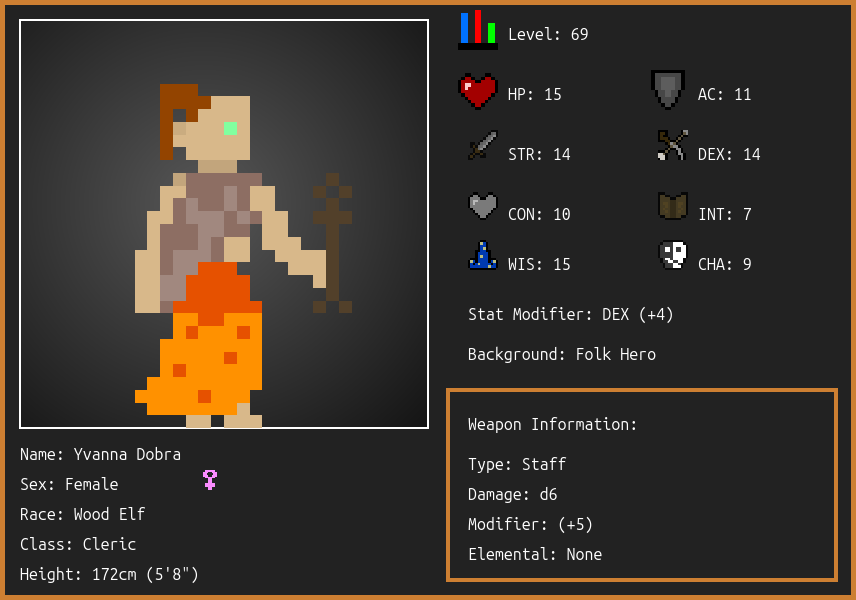 Level: 69
HP: 15
AC: 11
STR: 14
DEX: 14
CON: 10
INT: 7
WIS: 15
CHA: 9
Stat Modifier: DEX (+4)
Background: Folk Hero
Weapon Information:
Type: Staff
Damage: d6
Modifier: (+5)
Elemental: None
Name: Yvanna Dobra
Sex: Female
Race: Wood Elf
Class: Cleric
Height: 172cm (5'8")